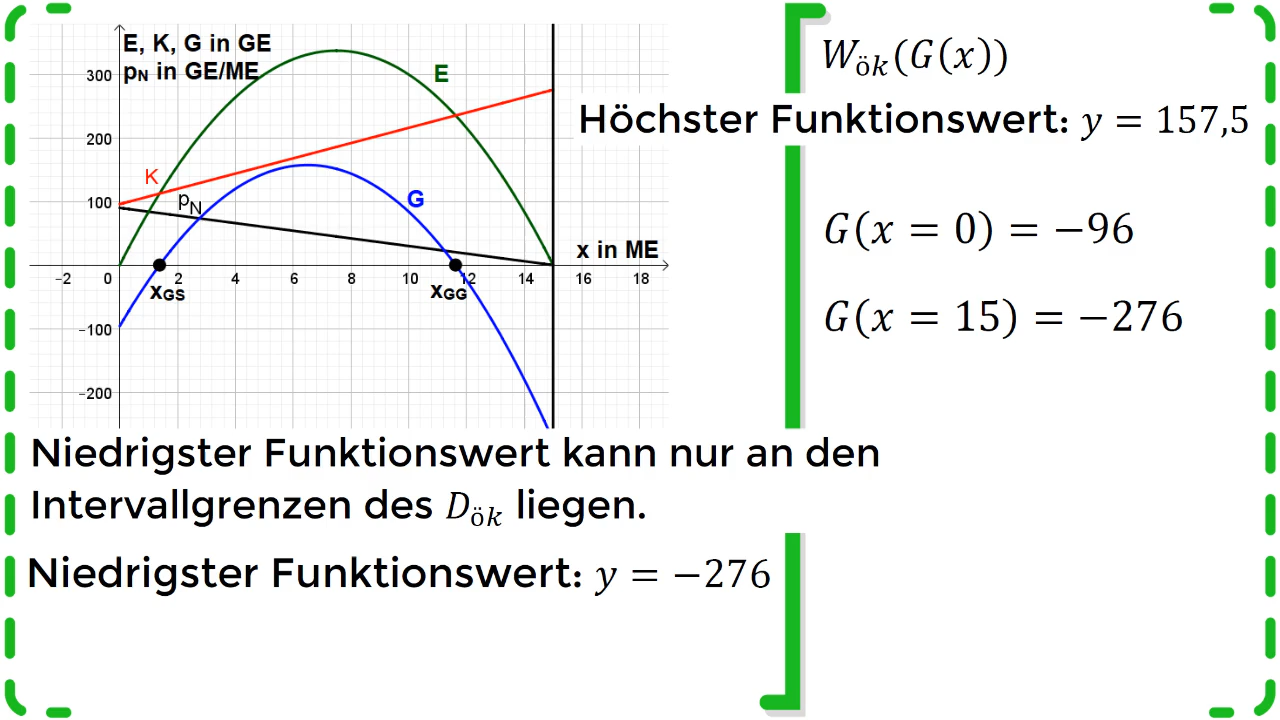 E, K, G in GE
pN in GE/ME
300
200
100
0
−100
−200
−2
2
4
6
8
10
12
14
16
18
E
K
pN
G
x in ME
xGS
xGG
Wök(G(x))
Höchster Funktionswert: y = 157,5
G(x = 0) = −96
G(x = 15) = −276
Niedrigster Funktionswert kann nur an den
Intervallgrenzen des Dök liegen.
Niedrigster Funktionswert: y = −276